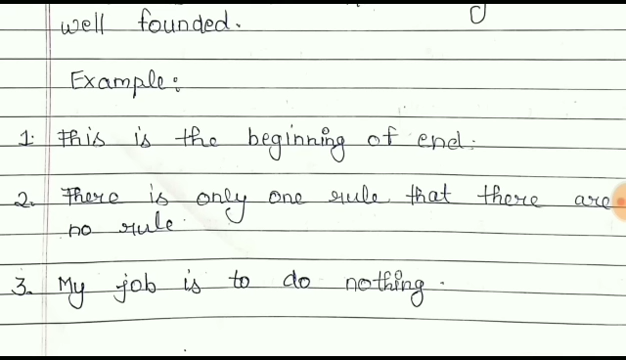 well founded.
Example:
1. This is the beginning of end.
2. There is only one rule that there are
no rule.
3. My job is to do nothing.